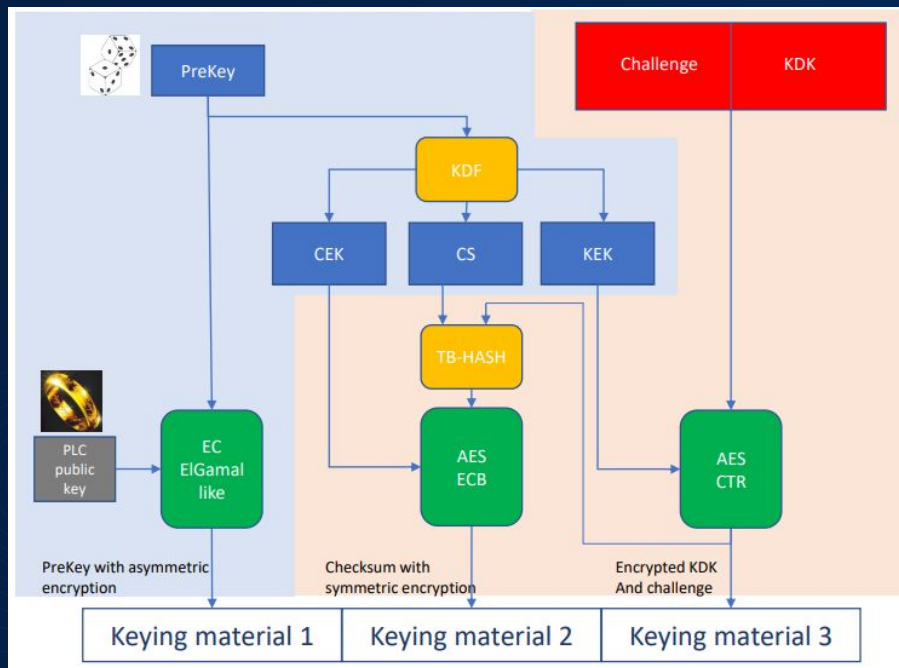 PreKey
Challenge
KDK
KDF
CEK
CS
KEK
TB-HASH
PLC
public
key
EC
ElGamal
like
AES
ECB
AES
CTR
PreKey with asymmetric
encryption
Checksum with
symmetric encryption
Encrypted KDK
And challenge
Keying material 1
Keying material 2
Keying material 3